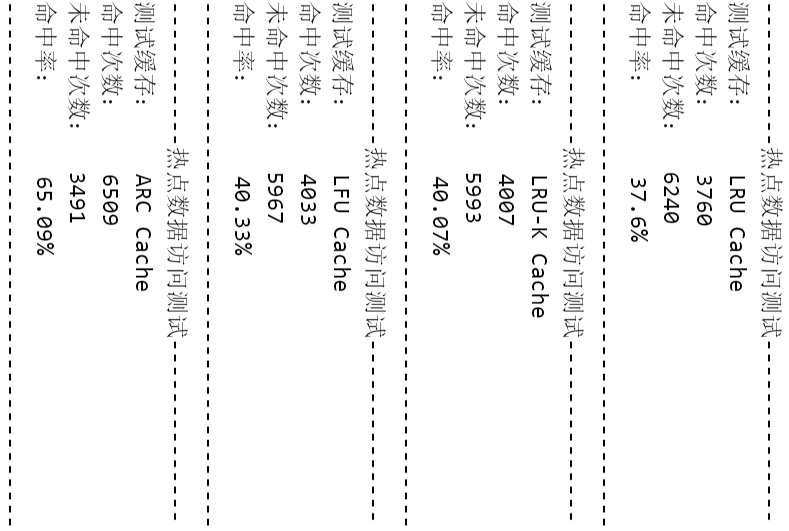 热点数据访问测试
测试缓存: LRU Cache
命中次数: 3760
未命中次数: 6240
命中率: 37.6%
热点数据访问测试
测试缓存: LRU-K Cache
命中次数: 4007
未命中次数: 5993
命中率: 40.07%
热点数据访问测试
测试缓存: LFU Cache
命中次数: 4033
未命中次数: 5967
命中率: 40.33%
热点数据访问测试
测试缓存: ARC Cache
命中次数: 6509
未命中次数: 3491
命中率: 65.09%